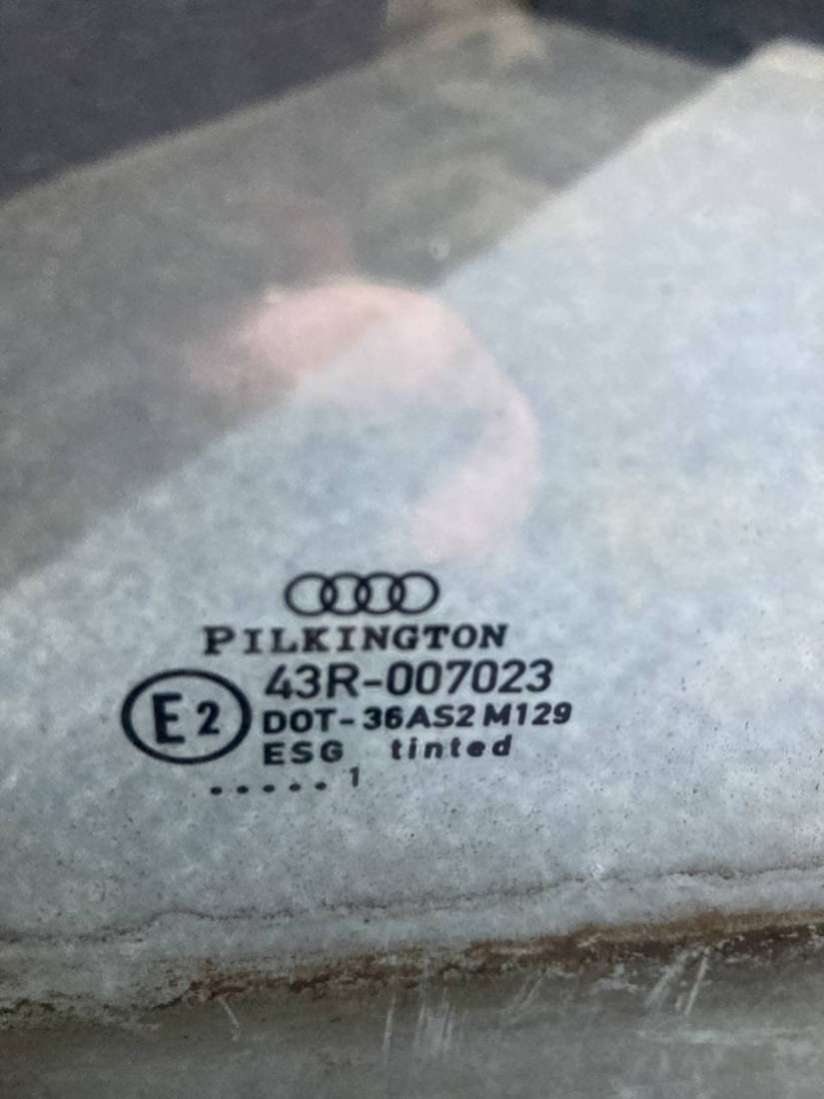 PILKINGTON
43R-007023
E2
DOT-36AS2 M129
ESG tinted
.....1